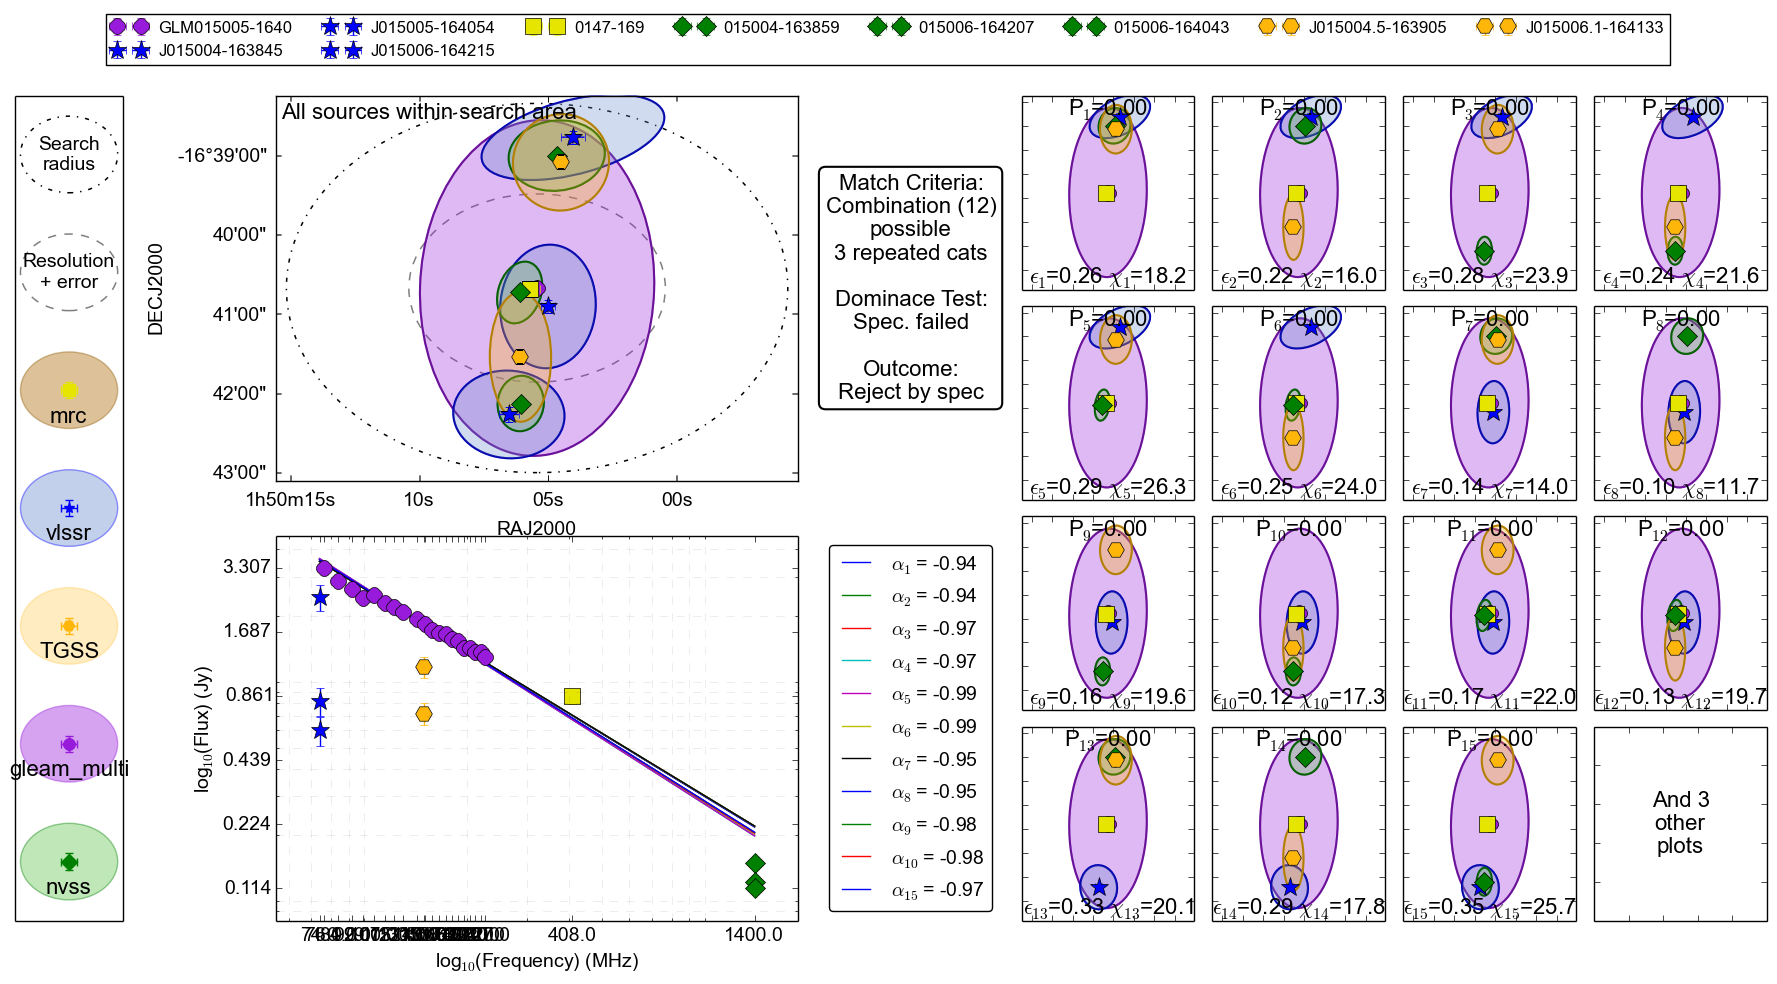 GLM015005-1640
J015005-164054
0147-169
015004-163859
015006-164207
015006-164043
J015004.5-163905
J015006.1-164133
J015004-163845
J015006-164215
Search
radius
Resolution
+ error
mrc
vlssr
TGSS
gleam_multi
nvss
All sources within search area
DECJ2000
-16°39'00"
40'00"
41'00"
42'00"
43'00"
1h50m15s
10s
05s
00s
RAJ2000
Match Criteria:
Combination (12)
possible
3 repeated cats
Dominace Test:
Spec. failed
Outcome:
Reject by spec
log₁₀(Flux) (Jy)
3.307
1.687
0.861
0.439
0.224
0.114
408.0
1400.0
log₁₀(Frequency) (MHz)
α₁ = -0.94
α₂ = -0.94
α₃ = -0.97
α₄ = -0.97
α₅ = -0.99
α₆ = -0.99
α₇ = -0.95
α₈ = -0.95
α₉ = -0.98
α₁₀ = -0.98
α₁₅ = -0.97
P₁=0.00
ϵ₁=0.26 χ₁=18.2
P₂=0.00
ϵ₂=0.22 χ₂=16.0
P₃=0.00
ϵ₃=0.28 χ₃=23.9
P₄=0.00
ϵ₄=0.24 χ₄=21.6
P₅=0.00
ϵ₅=0.29 χ₅=26.3
P₆=0.00
ϵ₆=0.25 χ₆=24.0
P₇=0.00
ϵ₇=0.14 χ₇=14.0
P₈=0.00
ϵ₈=0.10 χ₈=11.7
P₉=0.00
ϵ₉=0.16 χ₉=19.6
P₁₀=0.00
ϵ₁₀=0.12 χ₁₀=17.3
P₁₁=0.00
ϵ₁₁=0.17 χ₁₁=22.0
P₁₂=0.00
ϵ₁₂=0.13 χ₁₂=19.7
P₁₃=0.00
ϵ₁₃=0.33 χ₁₃=20.1
P₁₄=0.00
ϵ₁₄=0.29 χ₁₄=17.8
P₁₅=0.00
ϵ₁₅=0.35 χ₁₅=25.7
And 3
other
plots